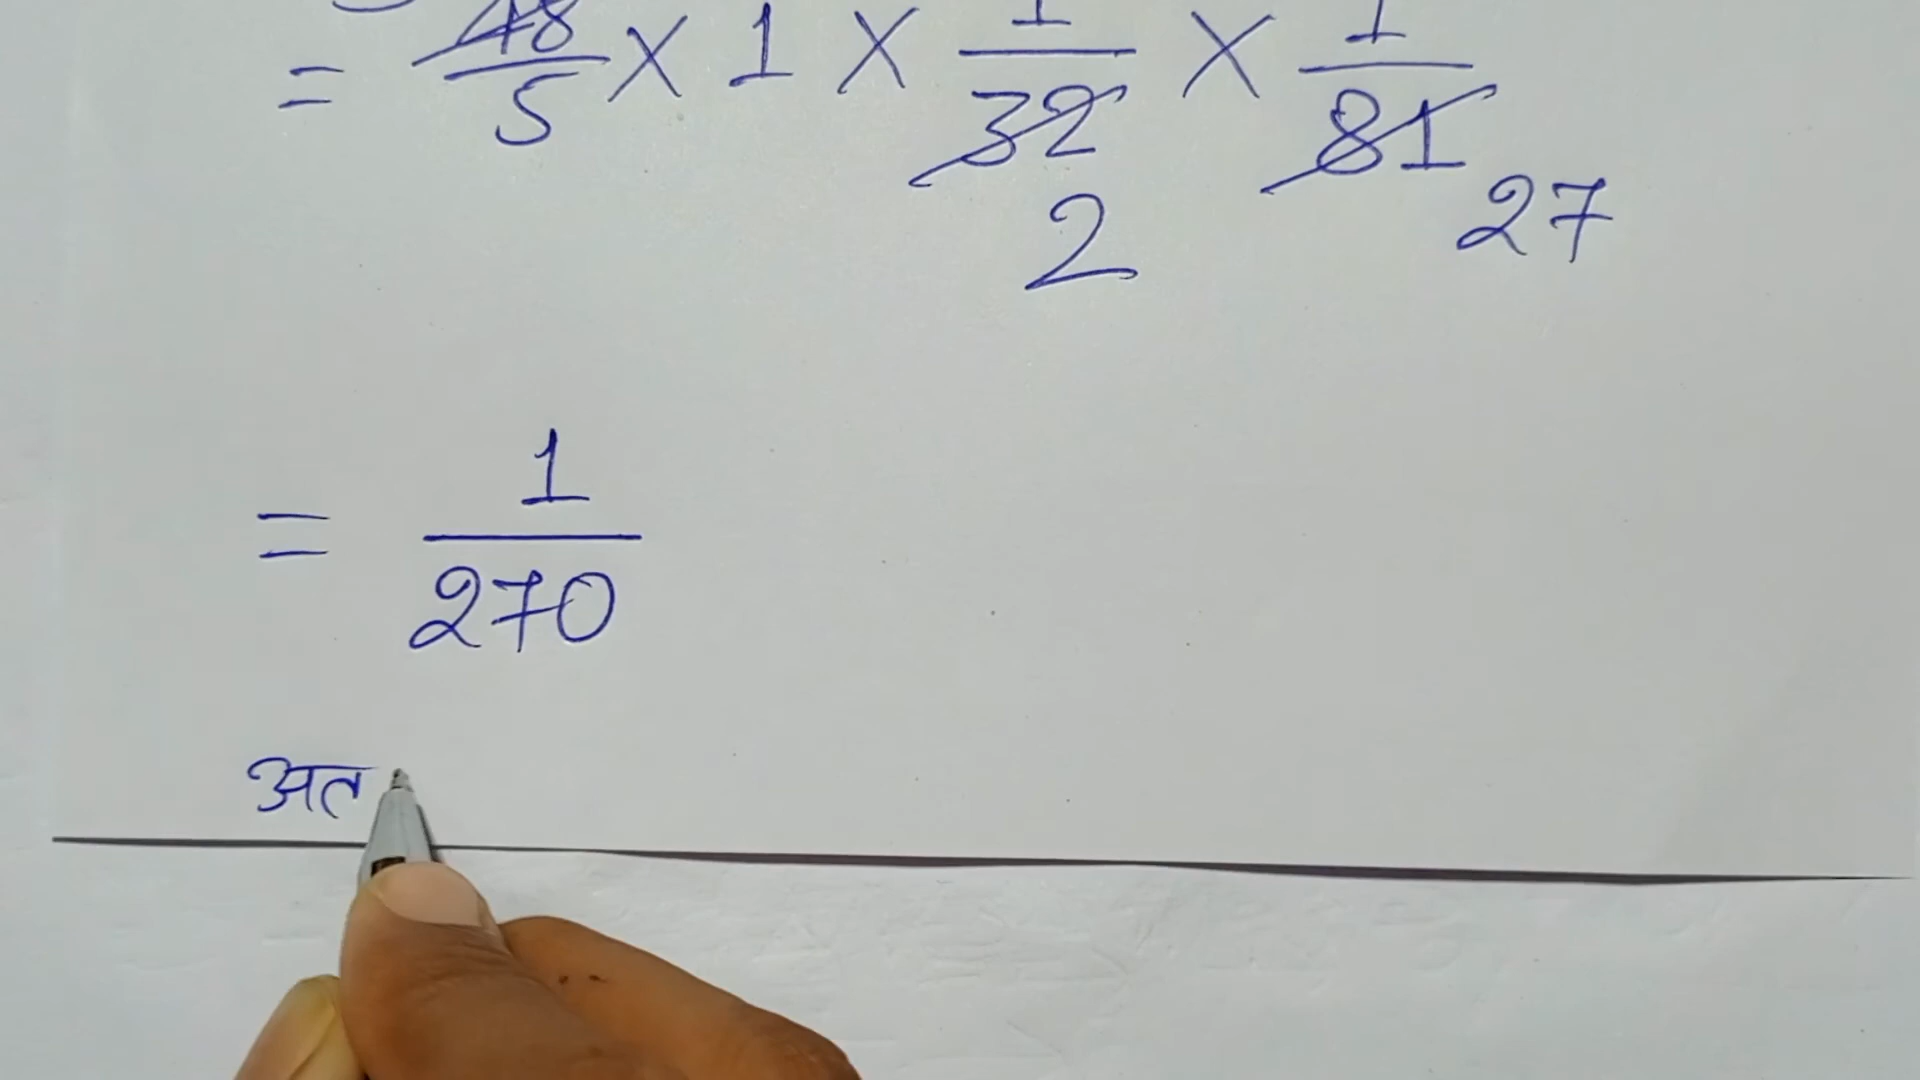 = 48/5 × 1 × 1/32 × 1/81
2 27
= 1/270
अत